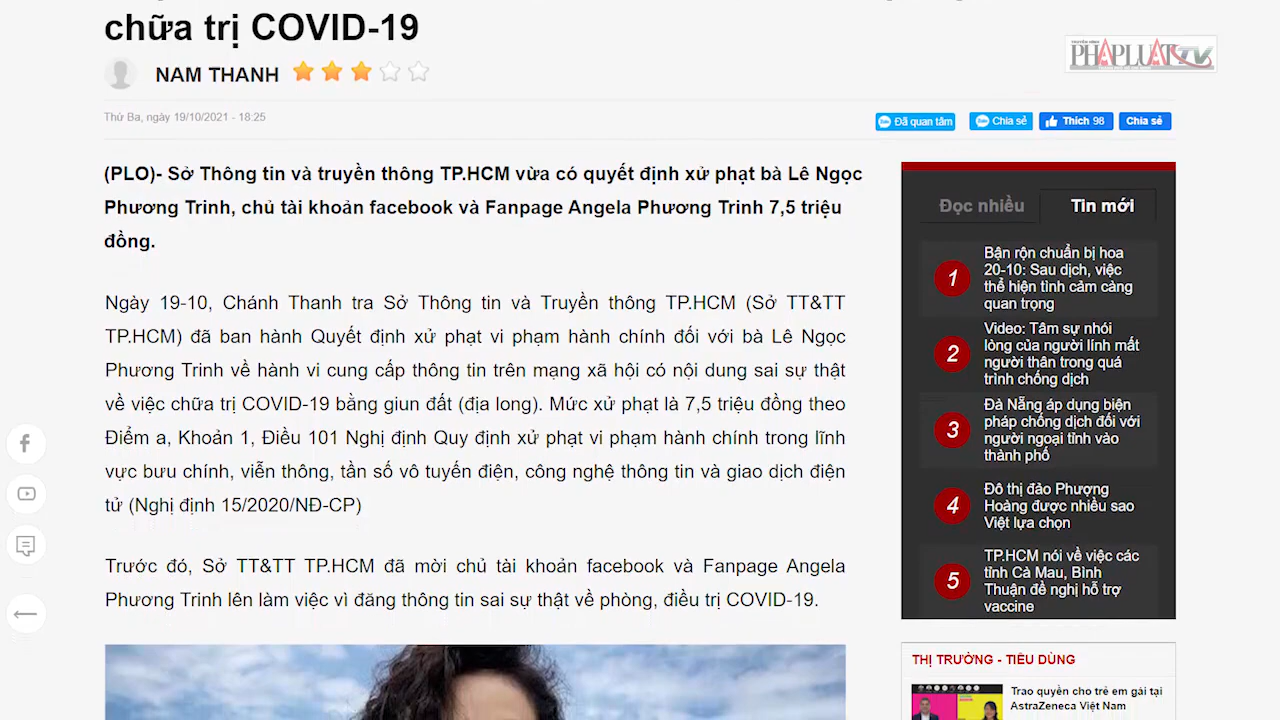 chữa trị COVID-19
TRUYỀN HÌNH
PHÁPLUẬT TV
NAM THANH
Thứ Ba, ngày 19/10/2021 - 18:25
Đã quan tâm
Chia sẻ
Thích 98
Chia sẻ
(PLO)- Sở Thông tin và truyền thông TP.HCM vừa có quyết định xử phạt bà Lê Ngọc
Phương Trinh, chủ tài khoản facebook và Fanpage Angela Phương Trinh 7,5 triệu
đồng.
Ngày 19-10, Chánh Thanh tra Sở Thông tin và Truyền thông TP.HCM (Sở TT&TT
TP.HCM) đã ban hành Quyết định xử phạt vi phạm hành chính đối với bà Lê Ngọc
Phương Trinh về hành vi cung cấp thông tin trên mạng xã hội có nội dung sai sự thật
về việc chữa trị COVID-19 bằng giun đất (địa long). Mức xử phạt là 7,5 triệu đồng theo
Điểm a, Khoản 1, Điều 101 Nghị định Quy định xử phạt vi phạm hành chính trong lĩnh
vực bưu chính, viễn thông, tần số vô tuyến điện, công nghệ thông tin và giao dịch điện
tử (Nghị định 15/2020/NĐ-CP)
Trước đó, Sở TT&TT TP.HCM đã mời chủ tài khoản facebook và Fanpage Angela
Phương Trinh lên làm việc vì đăng thông tin sai sự thật về phòng, điều trị COVID-19.
Đọc nhiều
Tin mới
1
Bận rộn chuẩn bị hoa
20-10: Sau dịch, việc
thể hiện tình cảm càng
quan trọng
2
Video: Tâm sự nhói
lòng của người lính mất
người thân trong quá
trình chống dịch
3
Đà Nẵng áp dụng biện
pháp chống dịch đối với
người ngoại tỉnh vào
thành phố
4
Đô thị đảo Phượng
Hoàng được nhiều sao
Việt lựa chọn
5
TP.HCM nói về việc các
tỉnh Cà Mau, Bình
Thuận đề nghị hỗ trợ
vaccine
THỊ TRƯỜNG - TIÊU DÙNG
Trao quyền cho trẻ em gái tại
AstraZeneca Việt Nam